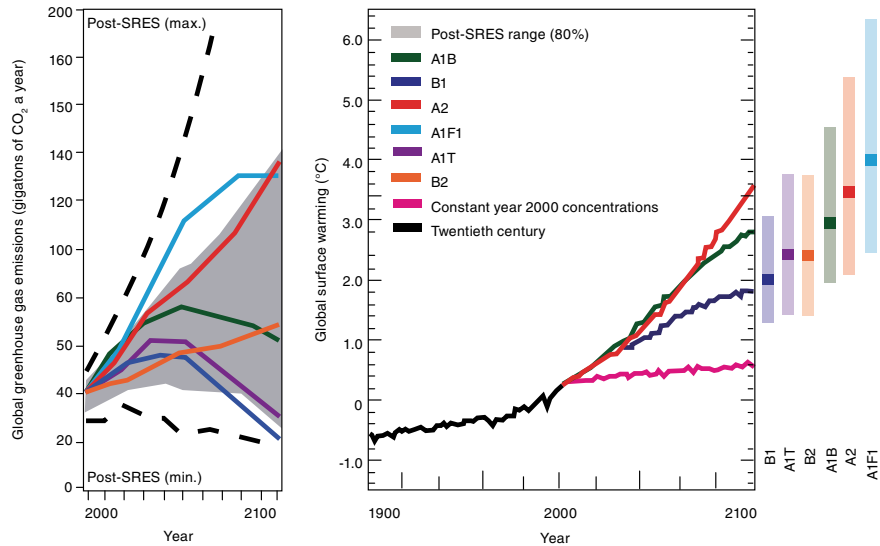 Post-SRES (max.)
200
160
150
160
140
120
100
60
50
40
20
0
Global greenhouse gas emissions (gigatons of CO2 a year)
Post-SRES (min.)
2000
2100
Year
6.0
5.0
4.0
3.0
2.0
1.0
0
-1.0
Global surface warming (°C)
Post-SRES range (80%)
A1B
B1
A2
A1F1
A1T
B2
Constant year 2000 concentrations
Twentieth century
1900
2000
2100
Year
B1
A1T
B2
A1B
A2
A1F1